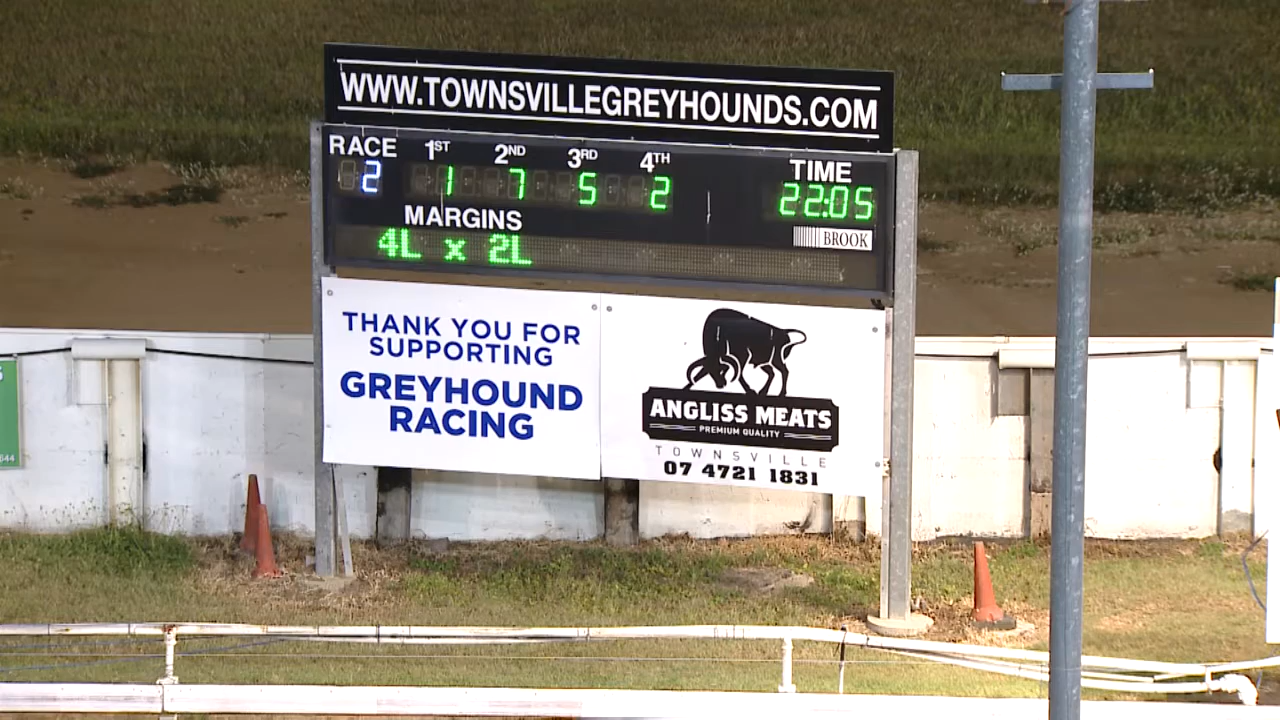 WWW.TOWNSVILLEGREYHOUNDS.COM
RACE 1ST 2ND 3RD 4TH TIME
2 1 7 5 2 22:05
MARGINS
BROOK
4L x 2L
THANK YOU FOR
SUPPORTING
GREYHOUND
RACING
ANGLISS MEATS
PREMIUM QUALITY
TOWNSVILLE
07 4721 1831
644